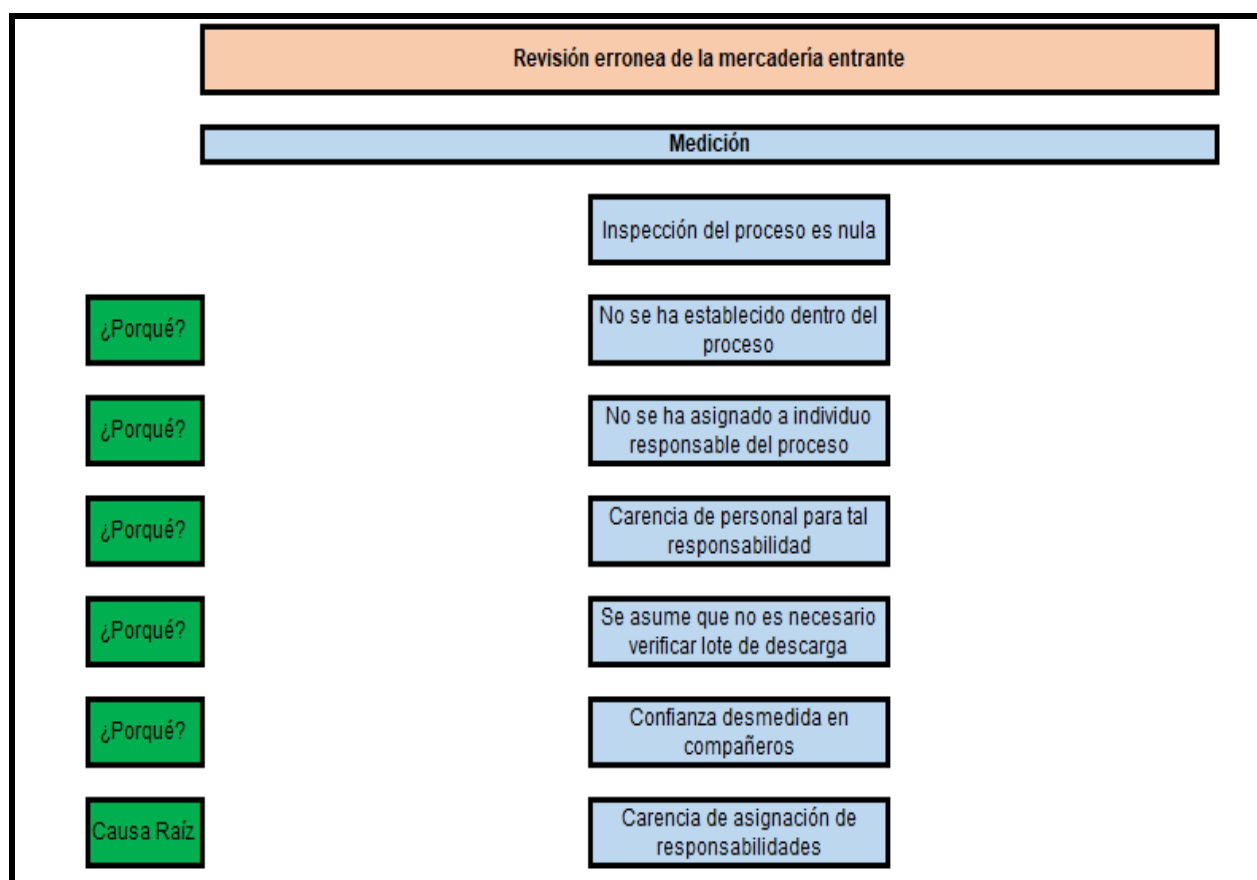 Revisión erronea de la mercadería entrante
Medición
Inspección del proceso es nula
¿Porqué?
No se ha establecido dentro del
proceso
¿Porqué?
No se ha asignado a individuo
responsable del proceso
¿Porqué?
Carencia de personal para tal
responsabilidad
¿Porqué?
Se asume que no es necesario
verificar lote de descarga
¿Porqué?
Confianza desmedida en
compañeros
Causa Raíz
Carencia de asignación de
responsabilidades